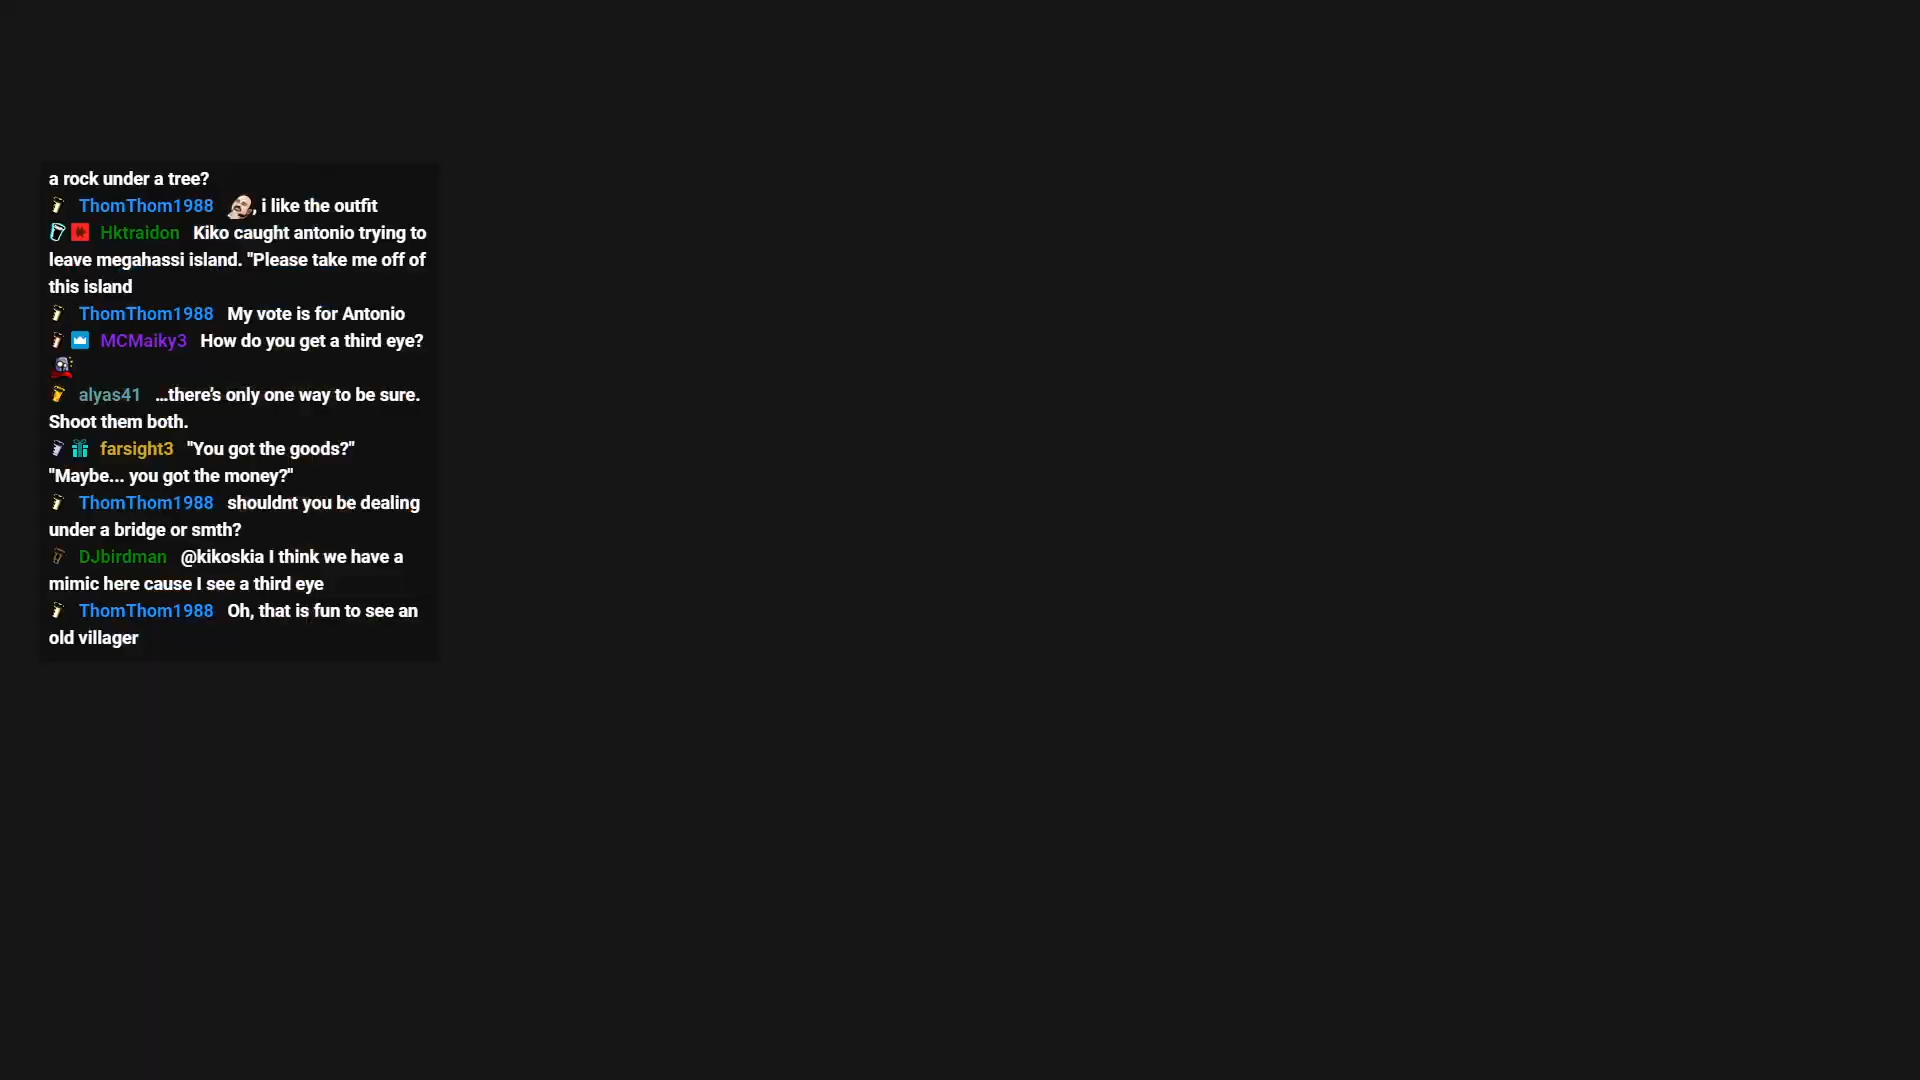 a rock under a tree?
ThomThom1988 , i like the outfit
Hktraidon Kiko caught antonio trying to
leave megahassi island. "Please take me off of
this island
ThomThom1988 My vote is for Antonio
MCMaiky3 How do you get a third eye?
alyas41 …there’s only one way to be sure.
Shoot them both.
farsight3 "You got the goods?"
"Maybe... you got the money?"
ThomThom1988 shouldnt you be dealing
under a bridge or smth?
DJbirdman @kikoskia I think we have a
mimic here cause I see a third eye
ThomThom1988 Oh, that is fun to see an
old villager